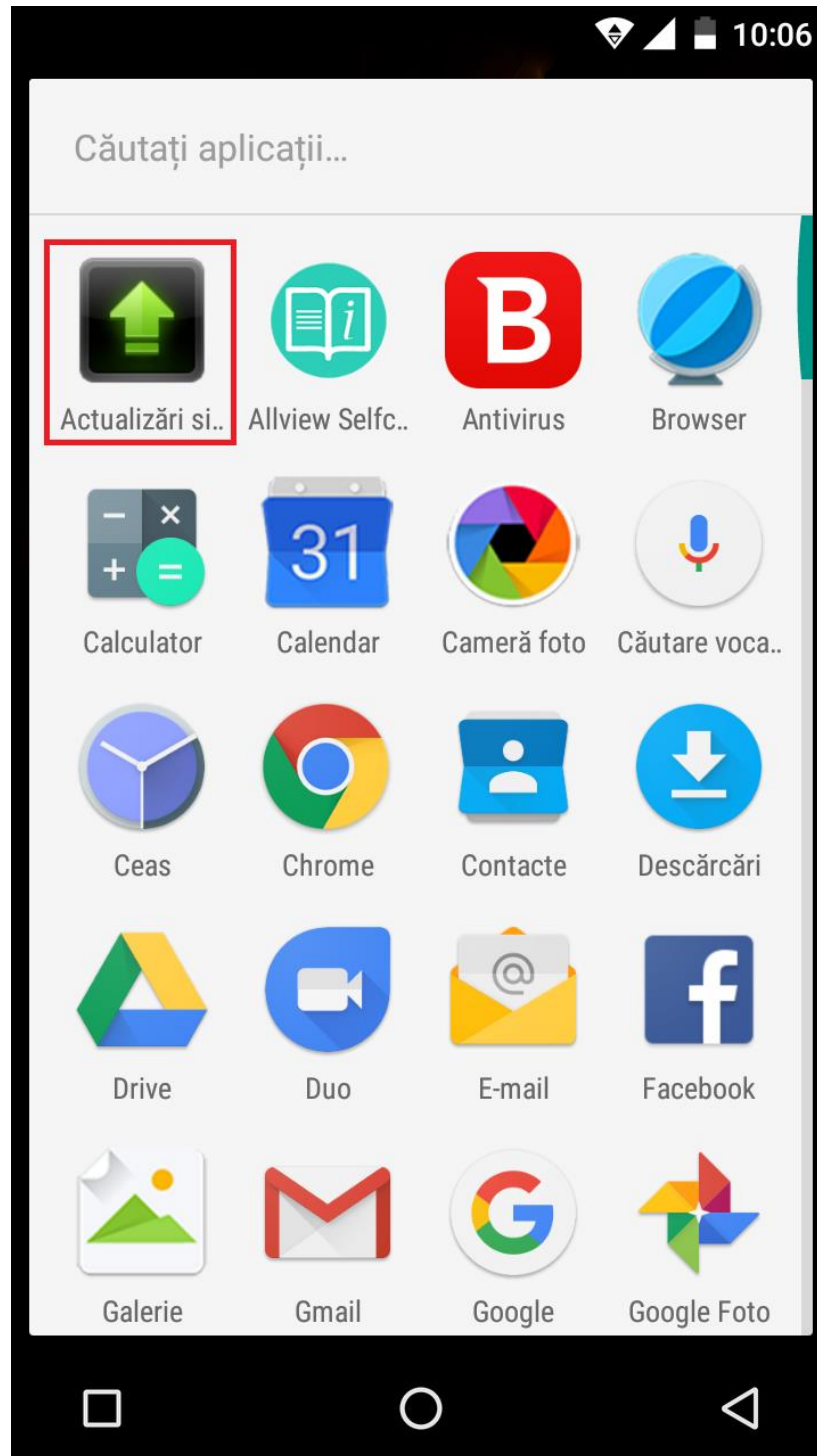 10:06
Căutați aplicații...
B
Actualizări si.. Allview Selfc.. Antivirus Browser
31
Calculator Calendar Cameră foto Căutare voca..
Ceas Chrome Contacte Descărcări
Drive Duo E-mail Facebook
Galerie Gmail Google Google Foto